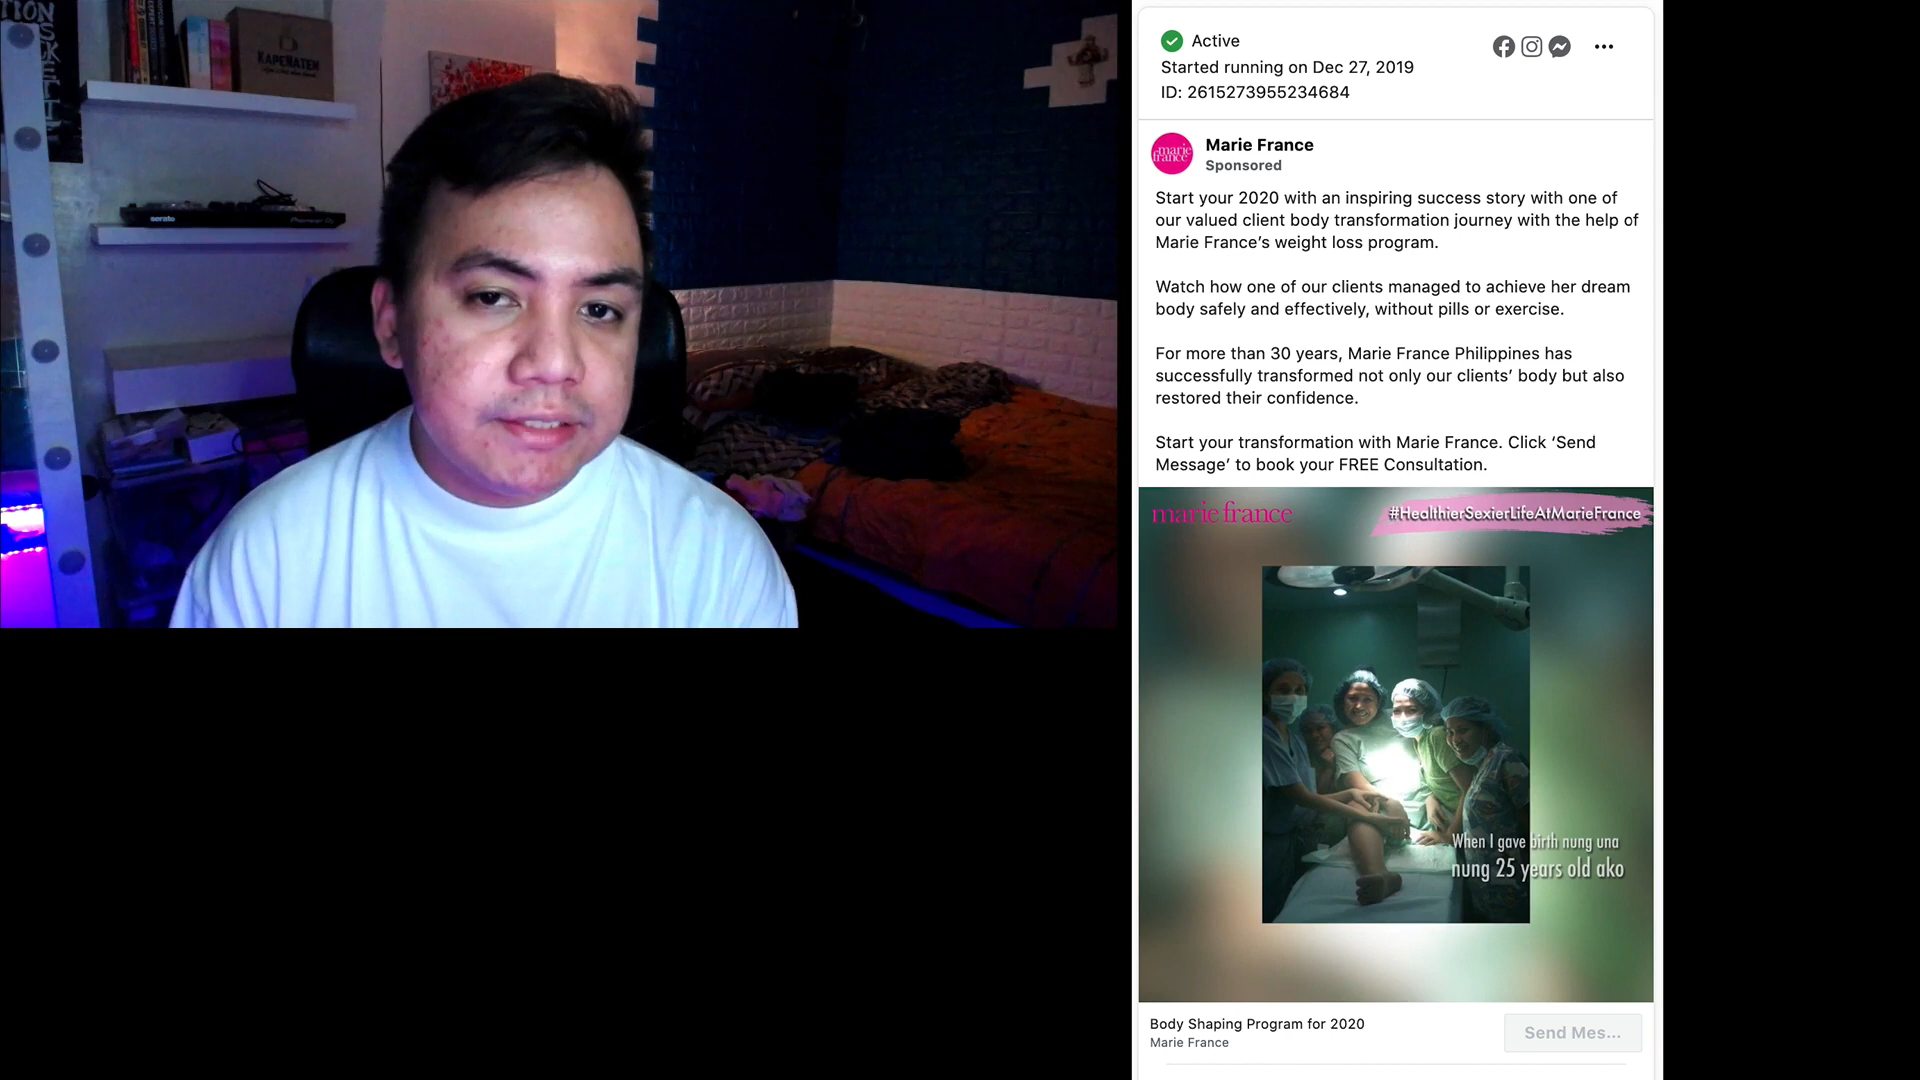 TION
KAPENATEN
serato
Pioneer DJ
Active
Started running on Dec 27, 2019
ID: 2615273955234684
Marie France
Sponsored
marie
france
Start your 2020 with an inspiring success story with one of
our valued client body transformation journey with the help of
Marie France’s weight loss program.
Watch how one of our clients managed to achieve her dream
body safely and effectively, without pills or exercise.
For more than 30 years, Marie France Philippines has
successfully transformed not only our clients’ body but also
restored their confidence.
Start your transformation with Marie France. Click ‘Send
Message’ to book your FREE Consultation.
marie france
#HealthierSexierLifeAtMarieFrance
When I gave birth nung una
nung 25 years old ako
Body Shaping Program for 2020
Marie France
Send Mes...